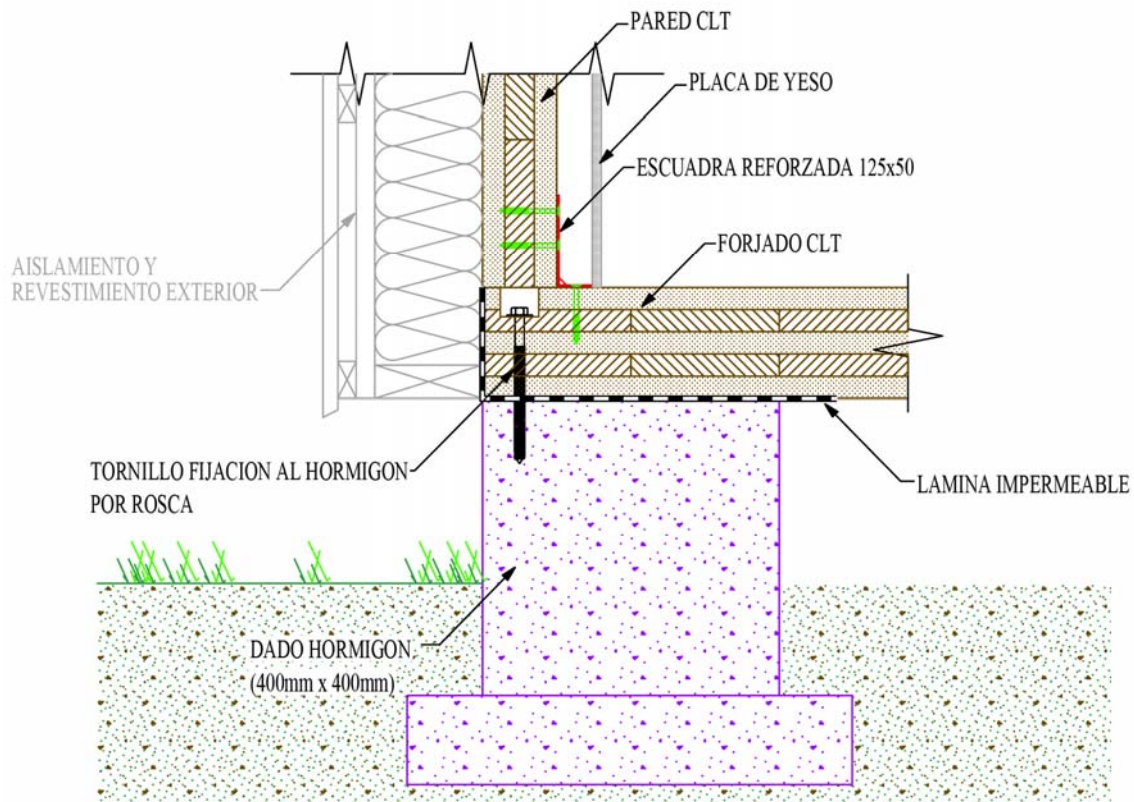 PARED CLT
PLACA DE YESO
ESCUADRA REFORZADA 125x50
FORJADO CLT
AISLAMIENTO Y
REVESTIMIENTO EXTERIOR
TORNILLO FIJACION AL HORMIGON
POR ROSCA
LAMINA IMPERMEABLE
DADO HORMIGON
(400mm x 400mm)